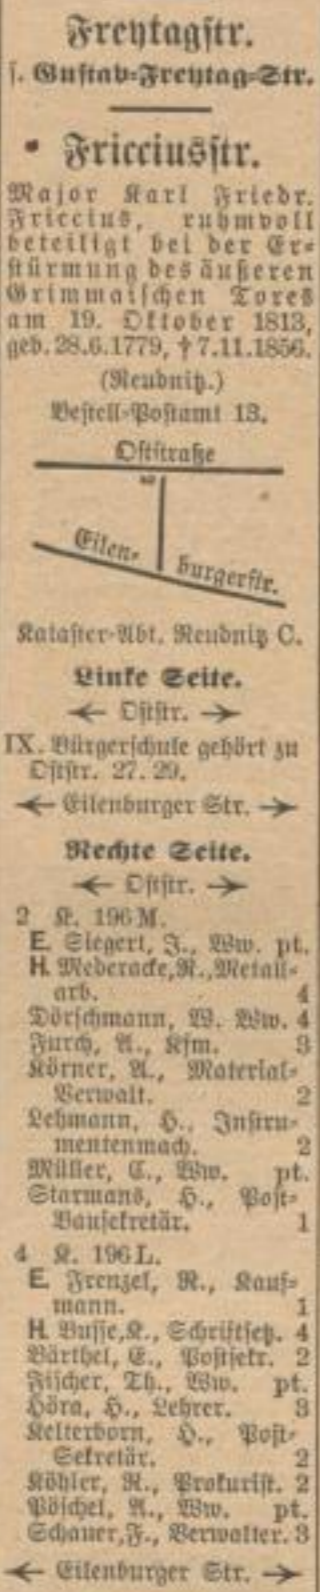 Freytagstr.
s. Gustav-Freytag-Str.
Fricciusstr.
Major Karl Friedr.
Friccius, ruhmvoll
beteiligt bei der Er-
stürmung des äußeren
Grimmaischen Tores
am 19. Oktober 1813,
geb. 28.6.1779, † 7.11.1856.
(Reudnitz.)
Bestell-Postamt 13.
Oststraße
Eilen- burgerstr.
Kataster-Abt. Reudnitz C.
Linke Seite.
← Oststr. →
IX. Bürgerschule gehört zu
Oststr. 27. 29.
← Eilenburger Str. →
Rechte Seite.
← Oststr. →
2 K. 196 M.
E. Siegert, J., Ww. pt.
H. Mederacke, R., Metall-
arb. 4
Dörschmann, W. Ww. 4
Furch, A., Kfm. 3
Körner, A., Material-
Verwalt. 2
Lehmann, H., Instru-
mentenmach. 2
Müller, C., Ww. pt.
Starmans, H., Post-
Bausekretär. 1
4 K. 196 L.
E. Frenzel, R., Kauf-
mann. 1
H. Busse, K., Schriftsetz. 4
Bärthel, E., Postsekr. 2
Fischer, Th., Ww. pt.
Höra, H., Lehrer. 3
Kelterborn, H., Post-
Sekretär. 2
Köhler, R., Prokurist. 2
Pöschel, A., Ww. pt.
Schauer, F., Verwalter. 3
← Eilenburger Str. →